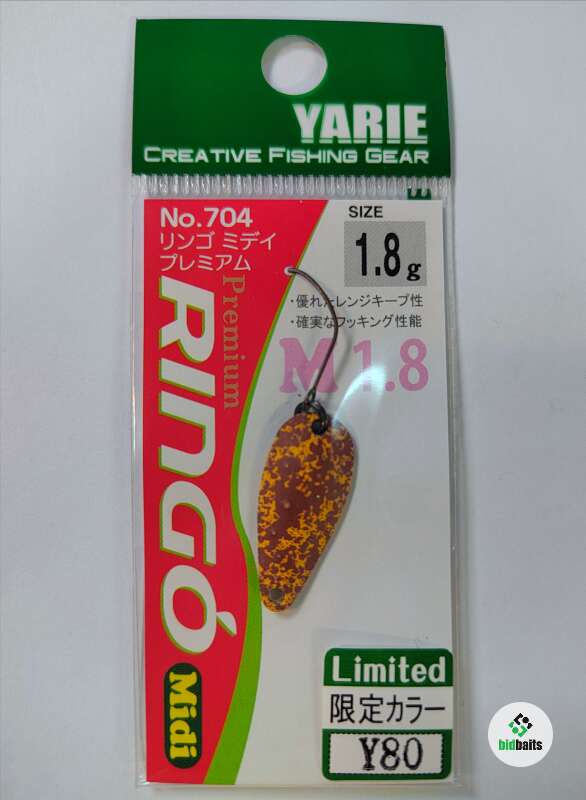 YARIE
CREATIVE FISHING GEAR
No.704
リンゴ ミデイ
プレミアム
SIZE
1.8g
・優れたレンジキープ性
・確実なフッキング性能
M 1.8
Premium
RINGO
Midi
Limited
限定カラー
Y80
bidbaits